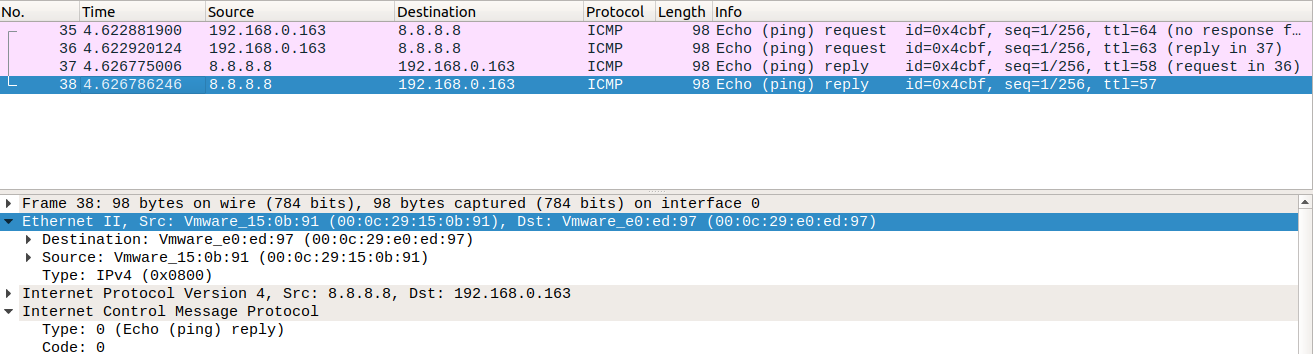 No. Time Source Destination Protocol Length Info
35 4.622881900 192.168.0.163 8.8.8.8 ICMP 98 Echo (ping) request id=0x4cbf, seq=1/256, ttl=64 (no response f…
36 4.622920124 192.168.0.163 8.8.8.8 ICMP 98 Echo (ping) request id=0x4cbf, seq=1/256, ttl=63 (reply in 37)
37 4.626775006 8.8.8.8 192.168.0.163 ICMP 98 Echo (ping) reply id=0x4cbf, seq=1/256, ttl=58 (request in 36)
38 4.626786246 8.8.8.8 192.168.0.163 ICMP 98 Echo (ping) reply id=0x4cbf, seq=1/256, ttl=57
Frame 38: 98 bytes on wire (784 bits), 98 bytes captured (784 bits) on interface 0
Ethernet II, Src: Vmware_15:0b:91 (00:0c:29:15:0b:91), Dst: Vmware_e0:ed:97 (00:0c:29:e0:ed:97)
Destination: Vmware_e0:ed:97 (00:0c:29:e0:ed:97)
Source: Vmware_15:0b:91 (00:0c:29:15:0b:91)
Type: IPv4 (0x0800)
Internet Protocol Version 4, Src: 8.8.8.8, Dst: 192.168.0.163
Internet Control Message Protocol
Type: 0 (Echo (ping) reply)
Code: 0